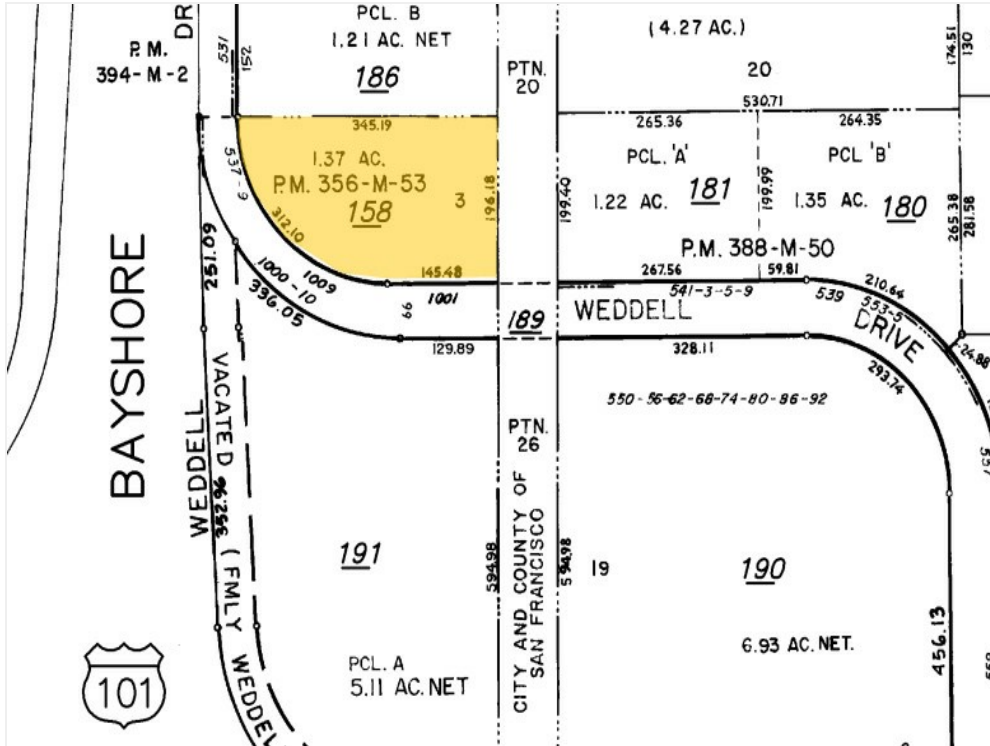 PCL. B
1.21 AC. NET
186
DR
531
152
P.M.
394-M-2
PTN.
20
(4.27 AC.)
20
530.71
174.51
130
345.19
1.37 AC.
P.M. 356-M-53
158
3
196.18
537-9
312.10
199.40
265.36
PCL. 'A'
1.22 AC.
181
199.99
264.35
PCL 'B'
1.35 AC.
180
265.38
281.58
P.M. 388-M-50
BAYSHORE
251.09
1000-10
1009
336.05
145.48
1001
66
129.89
189
267.56
59.81
541-3-5-9
539
210.64
553-5
WEDDELL
DRIVE
24.88
557
328.11
293.74
550-56-62-68-74-80-86-92
WEDDELL
VACATED (FMLY WEDDELL
352.96
PTN.
26
CITY AND COUNTY OF
SAN FRANCISCO
594.98
594.98
191
19
190
PCL. A
5.11 AC. NET
6.93 AC. NET.
456.13
101